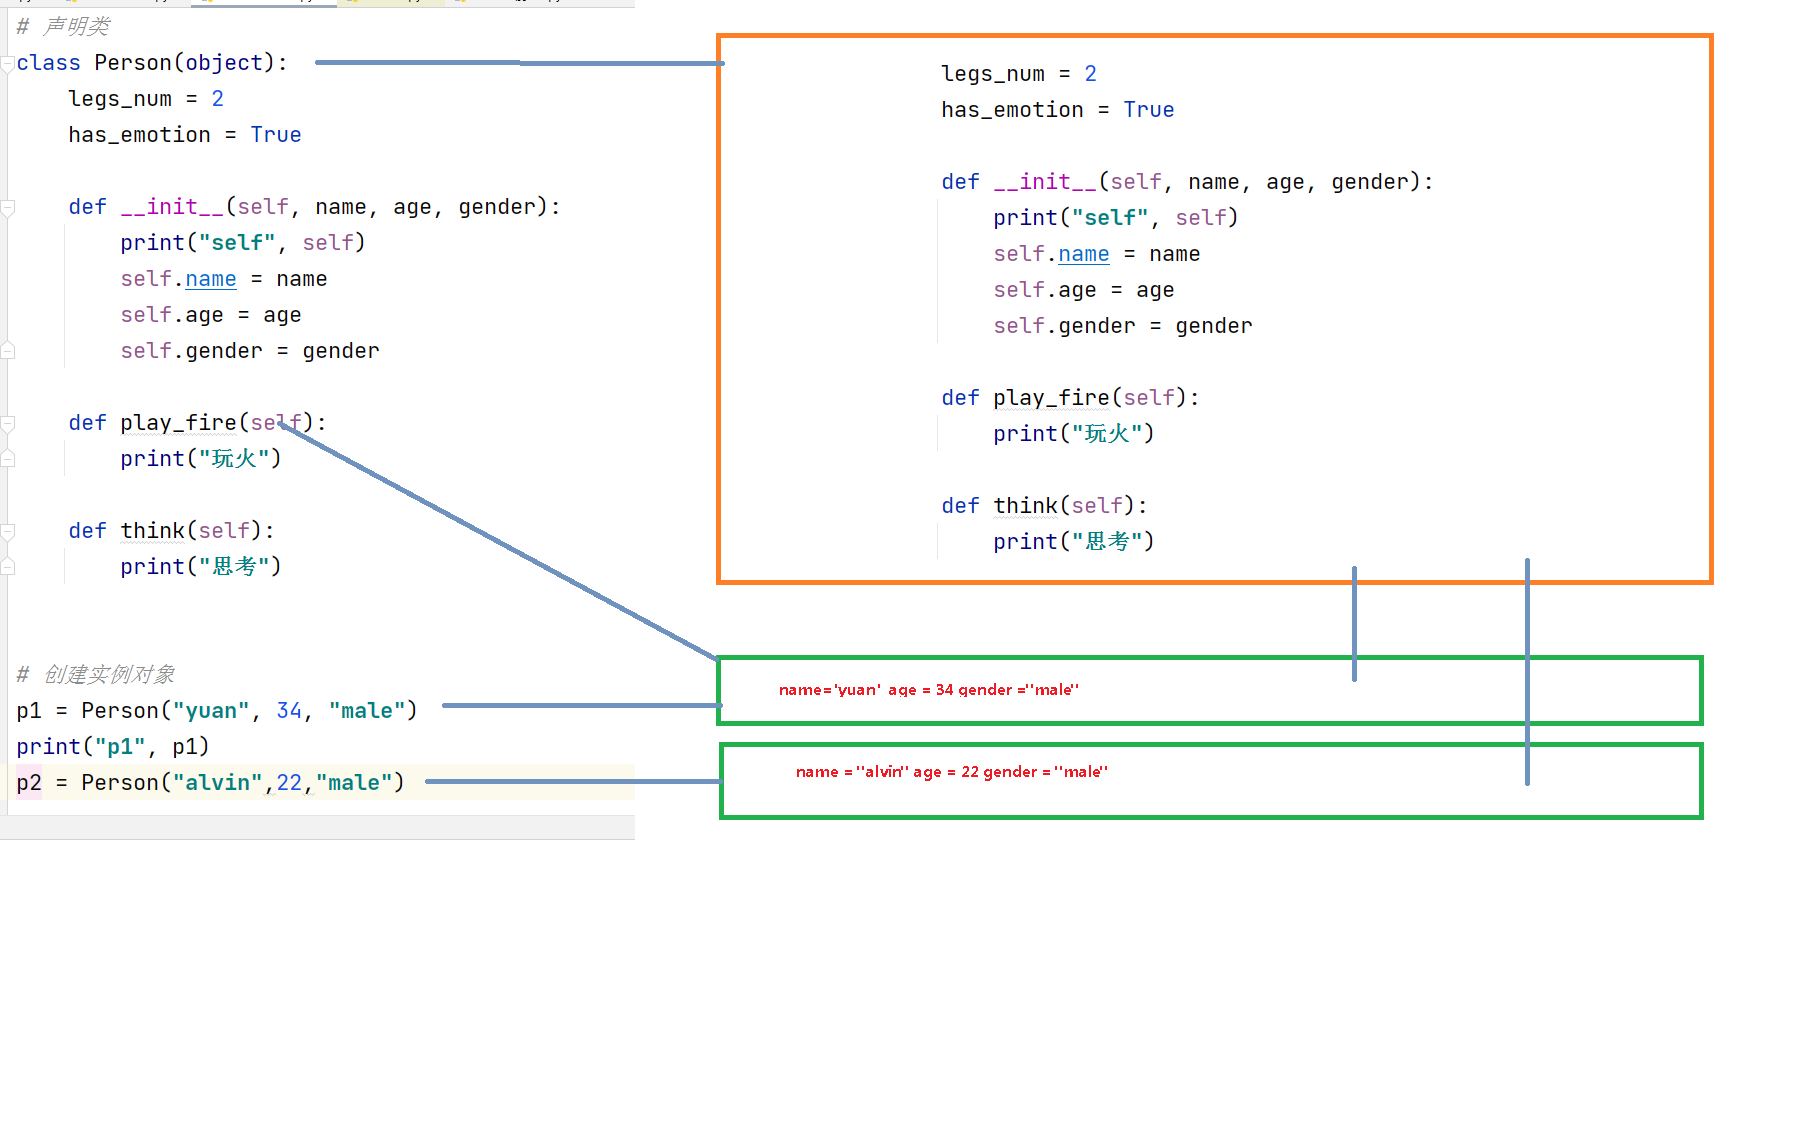 # 声明类
class Person(object):
legs_num = 2
has_emotion = True
def __init__(self, name, age, gender):
print("self", self)
self.name = name
self.age = age
self.gender = gender
def play_fire(self):
print("玩火")
def think(self):
print("思考")
# 创建实例对象
p1 = Person("yuan", 34, "male")
print("p1", p1)
p2 = Person("alvin",22,"male")
legs_num = 2
has_emotion = True
def __init__(self, name, age, gender):
print("self", self)
self.name = name
self.age = age
self.gender = gender
def play_fire(self):
print("玩火")
def think(self):
print("思考")
name='yuan' age = 34 gender =''male''
name = ''alvin'' age = 22 gender = ''male''